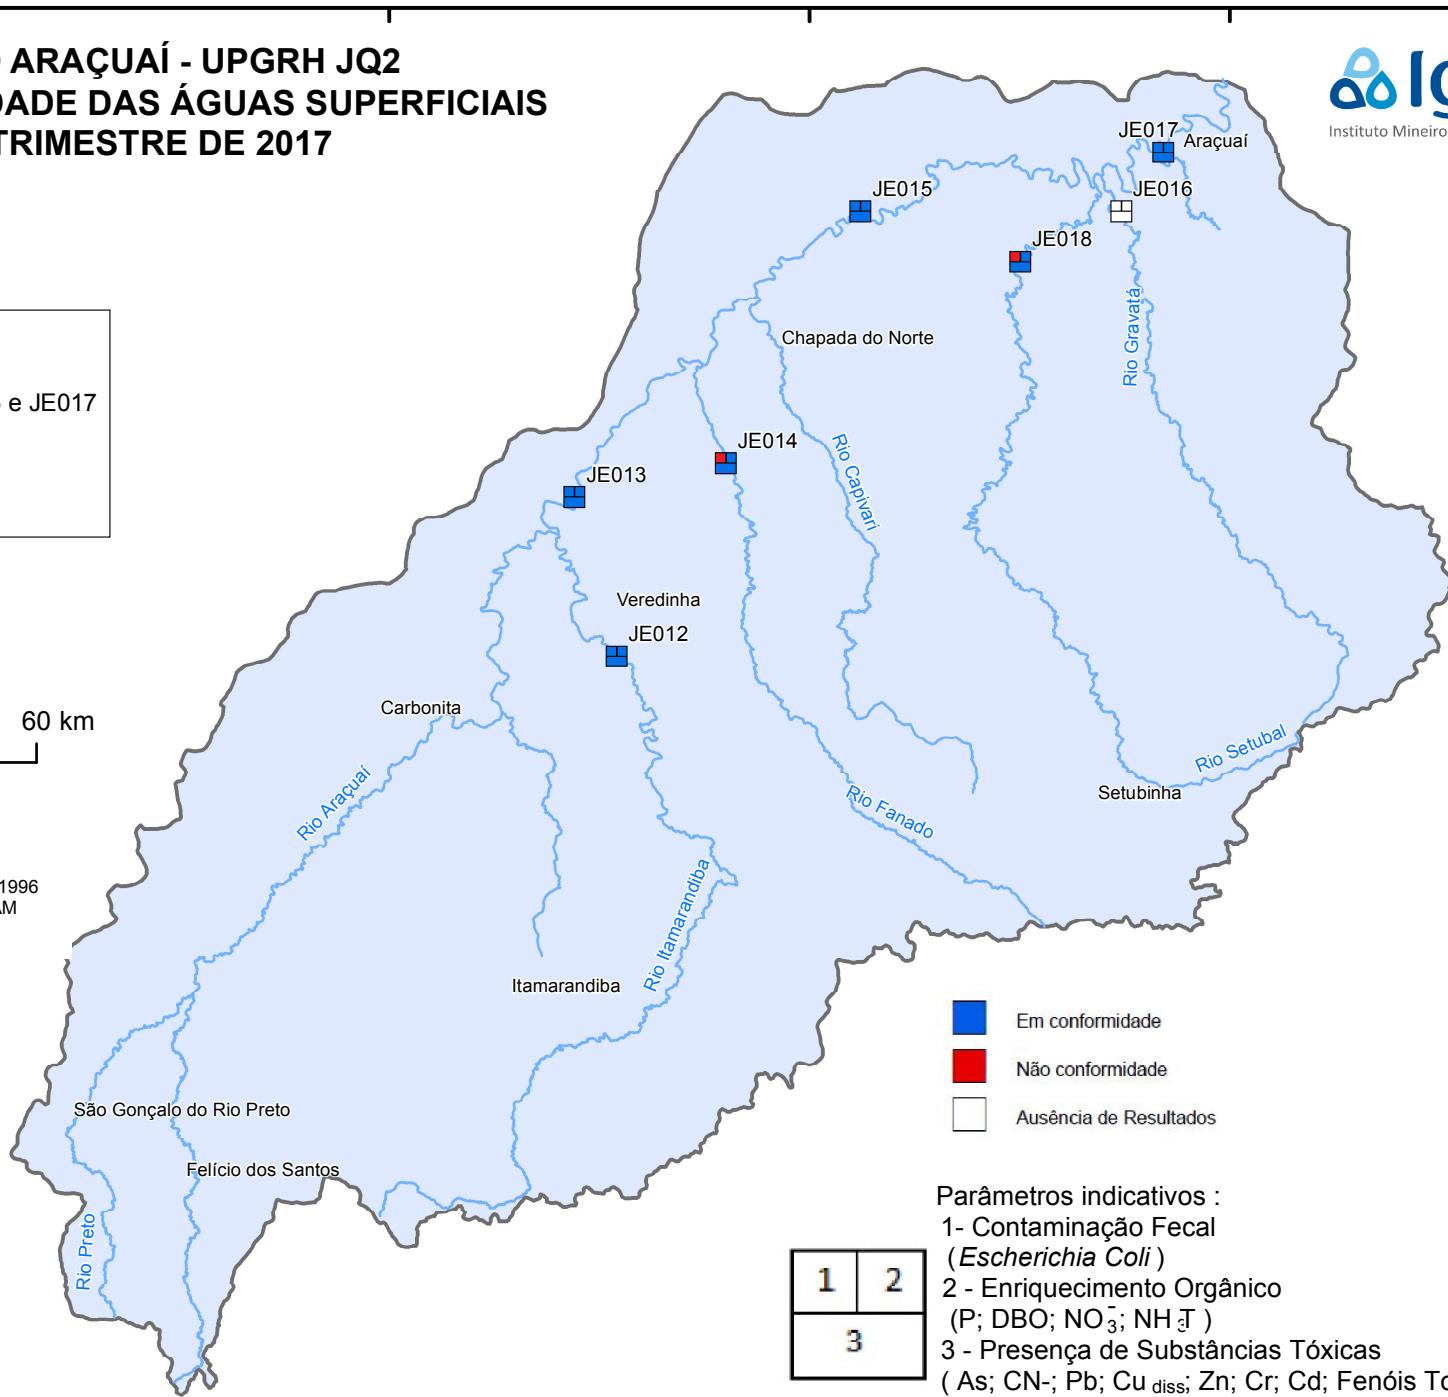 ARAÇUAÍ - UPGRH JQ2
DADE DAS ÁGUAS SUPERFICIAIS
TRIMESTRE DE 2017
Instituto Mineiro
JE017
Araçuaí
JE015
JE016
JE018
Rio Gravatá
Chapada do Norte
e JE017
JE014
Rio Capivari
JE013
Veredinha
JE012
Carbonita
60 km
Rio Setubal
Rio Araçuaí
Setubinha
Rio Fanado
1996
AM
Rio Itamarandiba
Itamarandiba
Em conformidade
Não conformidade
São Gonçalo do Rio Preto
Ausência de Resultados
Felício dos Santos
Rio Preto
Parâmetros indicativos :
1- Contaminação Fecal
(Escherichia Coli )
1 2
2 - Enriquecimento Orgânico
(P; DBO; NO3-; NH3T )
3
3 - Presença de Substâncias Tóxicas
( As; CN-; Pb; Cu diss; Zn; Cr; Cd; Fenóis To